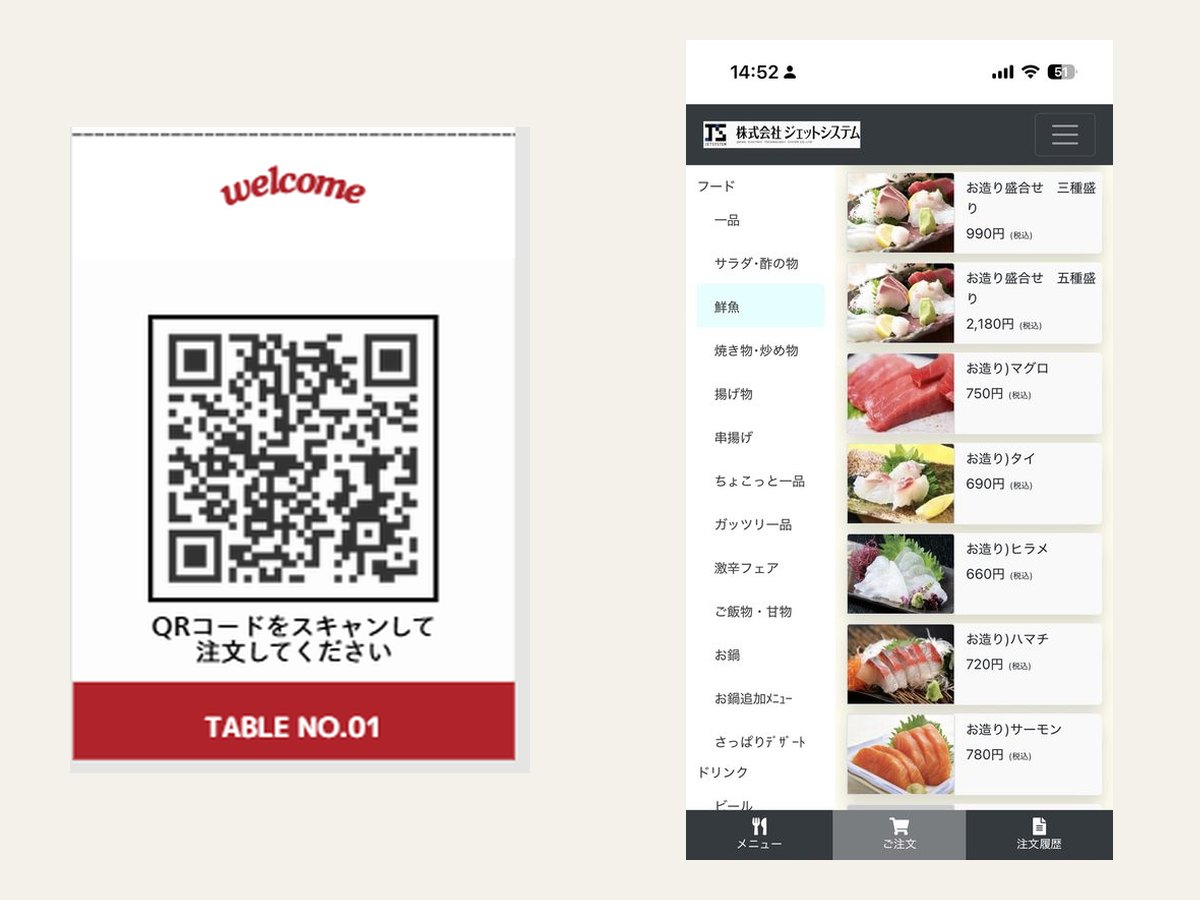 welcome
QRコードをスキャンして
注文してください
TABLE NO.01
14:52
51
JTS 株式会社 ジェットシステム
フード
一品
サラダ･酢の物
鮮魚
焼き物･炒め物
揚げ物
串揚げ
ちょこっと一品
ガッツリ一品
激辛フェア
ご飯物・甘物
お鍋
お鍋追加ﾒﾆｭｰ
さっぱりﾃﾞｻﾞｰﾄ
ドリンク
ビール
お造り盛合せ　三種盛
り
990円 (税込)
お造り盛合せ　五種盛
り
2,180円 (税込)
お造り)マグロ
750円 (税込)
お造り)タイ
690円 (税込)
お造り)ヒラメ
660円 (税込)
お造り)ハマチ
720円 (税込)
お造り)サーモン
780円 (税込)
メニュー
ご注文
注文履歴